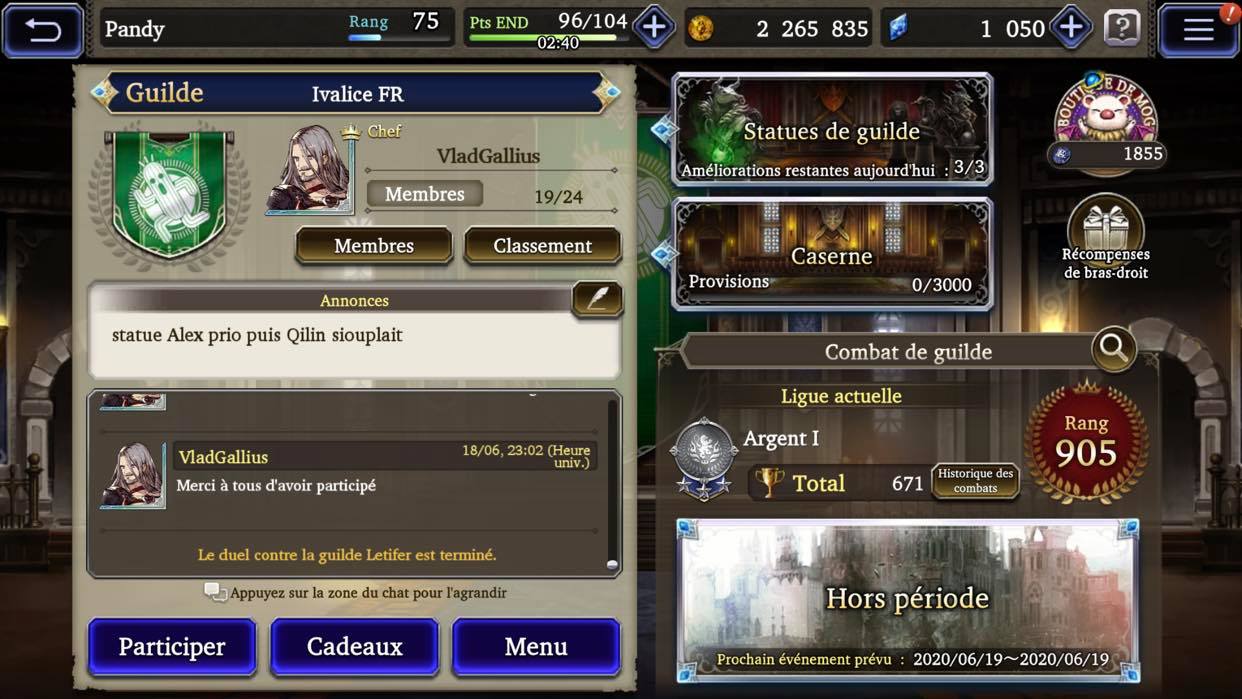 Pandy
Rang 75
Pts END 96/104
02:40
2 265 835
1 050
?
!
Guilde
Ivalice FR
Chef
VladGallius
Membres 19/24
Membres
Classement
Annonces
statue Alex prio puis Qilin siouplait
VladGallius
18/06, 23:02 (Heure
univ.)
Merci à tous d'avoir participé
Le duel contre la guilde Letifer est terminé.
Appuyez sur la zone du chat pour l'agrandir
Participer
Cadeaux
Menu
Statues de guilde
Améliorations restantes aujourd'hui : 3/3
Caserne
Provisions 0/3000
BOUTIQUE DE MOG
1855
Récompenses
de bras-droit
Combat de guilde
Ligue actuelle
Argent I
Total 671
Historique des
combats
Rang
905
Hors période
Prochain événement prévu : 2020/06/19~2020/06/19